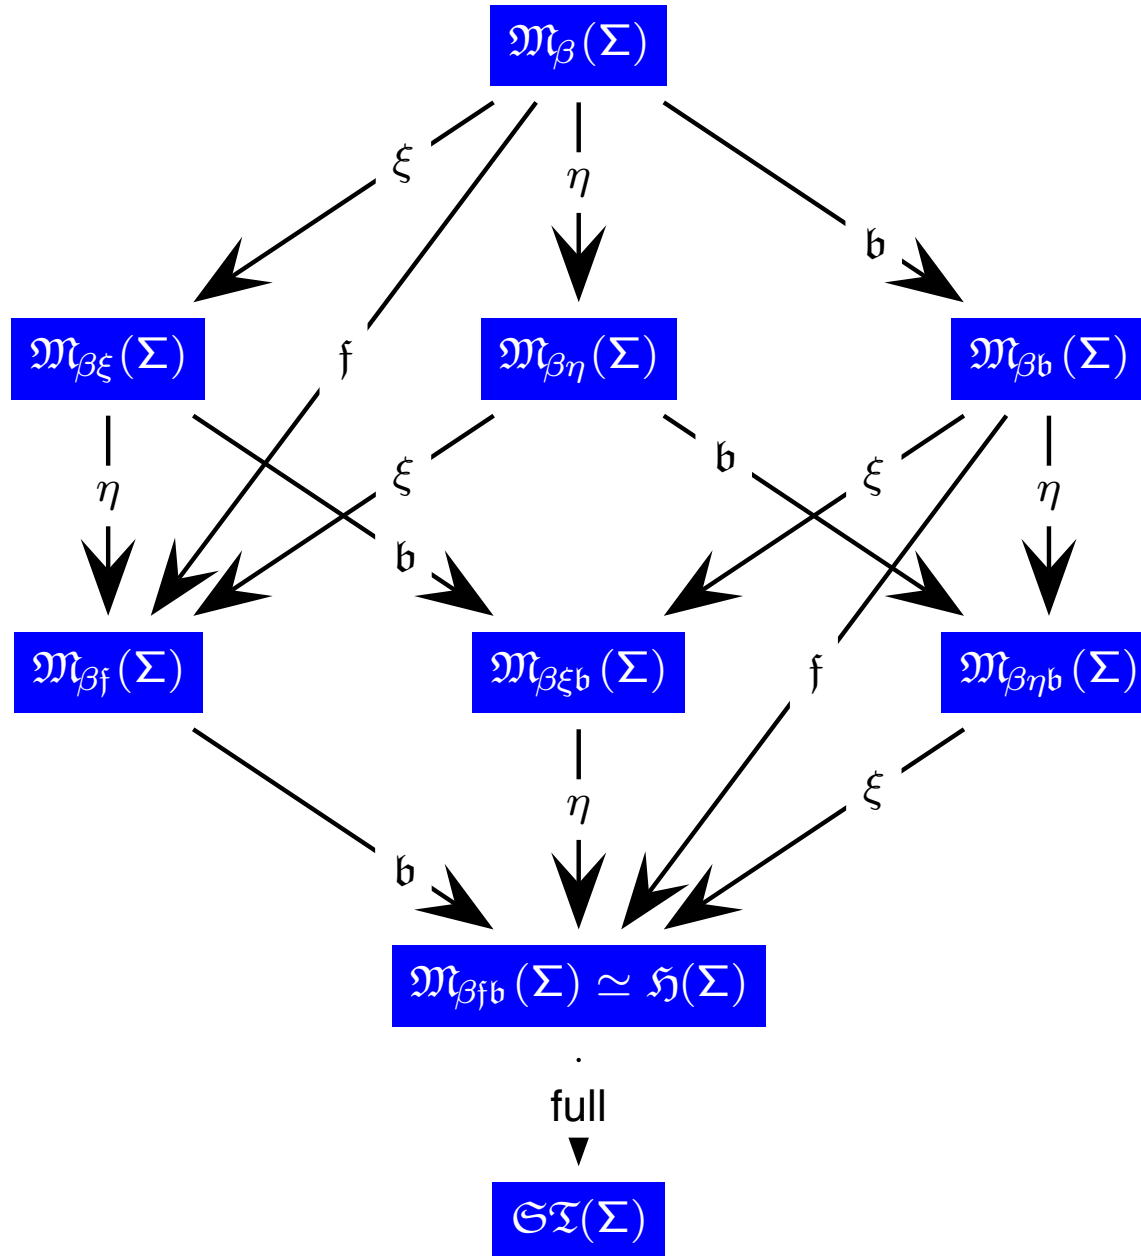 𝔐_β(Σ)
ξ
η
𝔟
𝔣
𝔐_βξ(Σ) 𝔐_βη(Σ) 𝔐_β𝔟(Σ)
𝔟
ξ ξ
η η
𝔟
𝔐_β𝔣(Σ) 𝔐_βξ𝔟(Σ) 𝔐_βη𝔟(Σ)
𝔣
ξ
η
𝔟
𝔐_β𝔣𝔟(Σ) ≃ ℌ(Σ)
full
𝔖𝔗(Σ)